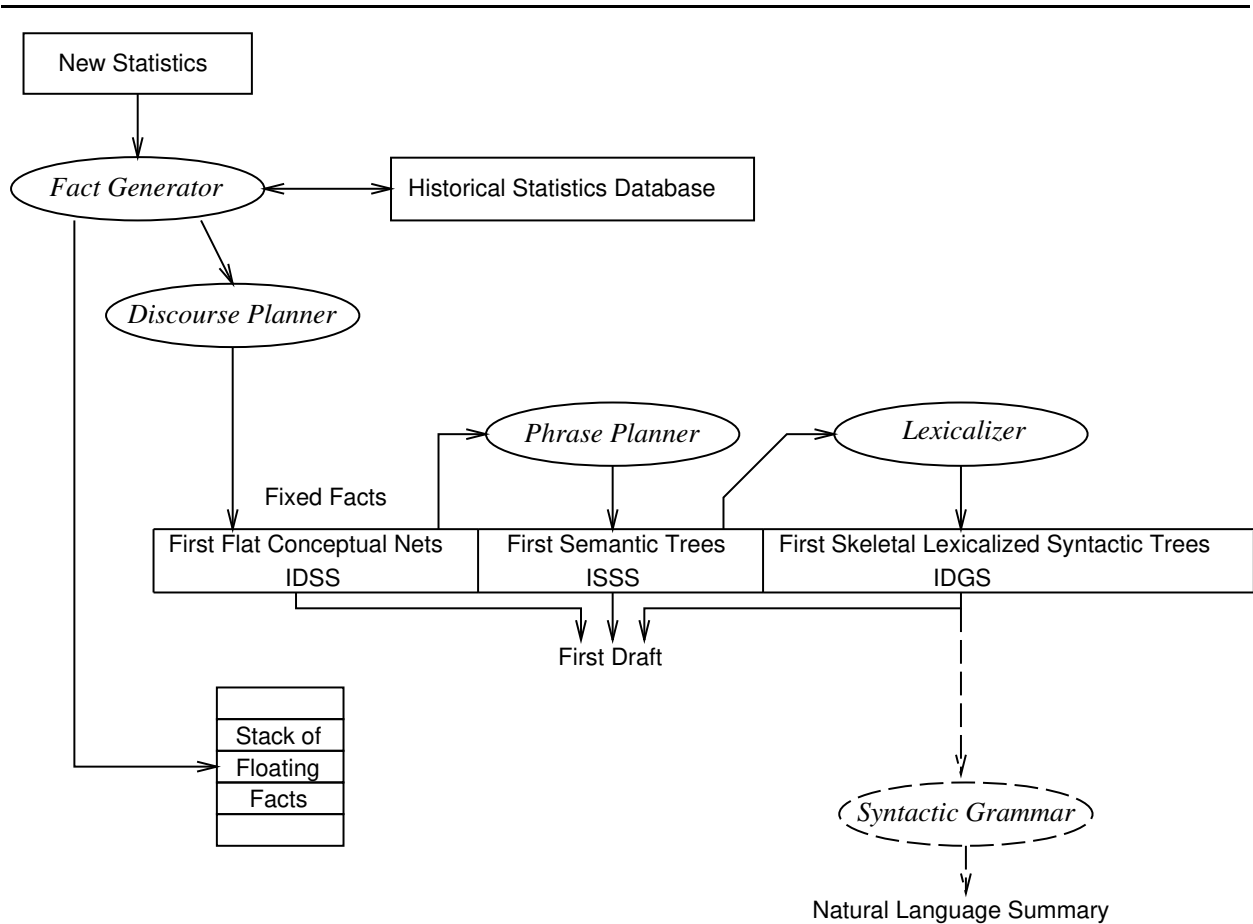 New Statistics
Fact Generator
Historical Statistics Database
Discourse Planner
Phrase Planner
Lexicalizer
Fixed Facts
First Flat Conceptual Nets
IDSS
First Semantic Trees
ISSS
First Skeletal Lexicalized Syntactic Trees
IDGS
First Draft
Stack of
Floating
Facts
Syntactic Grammar
Natural Language Summary